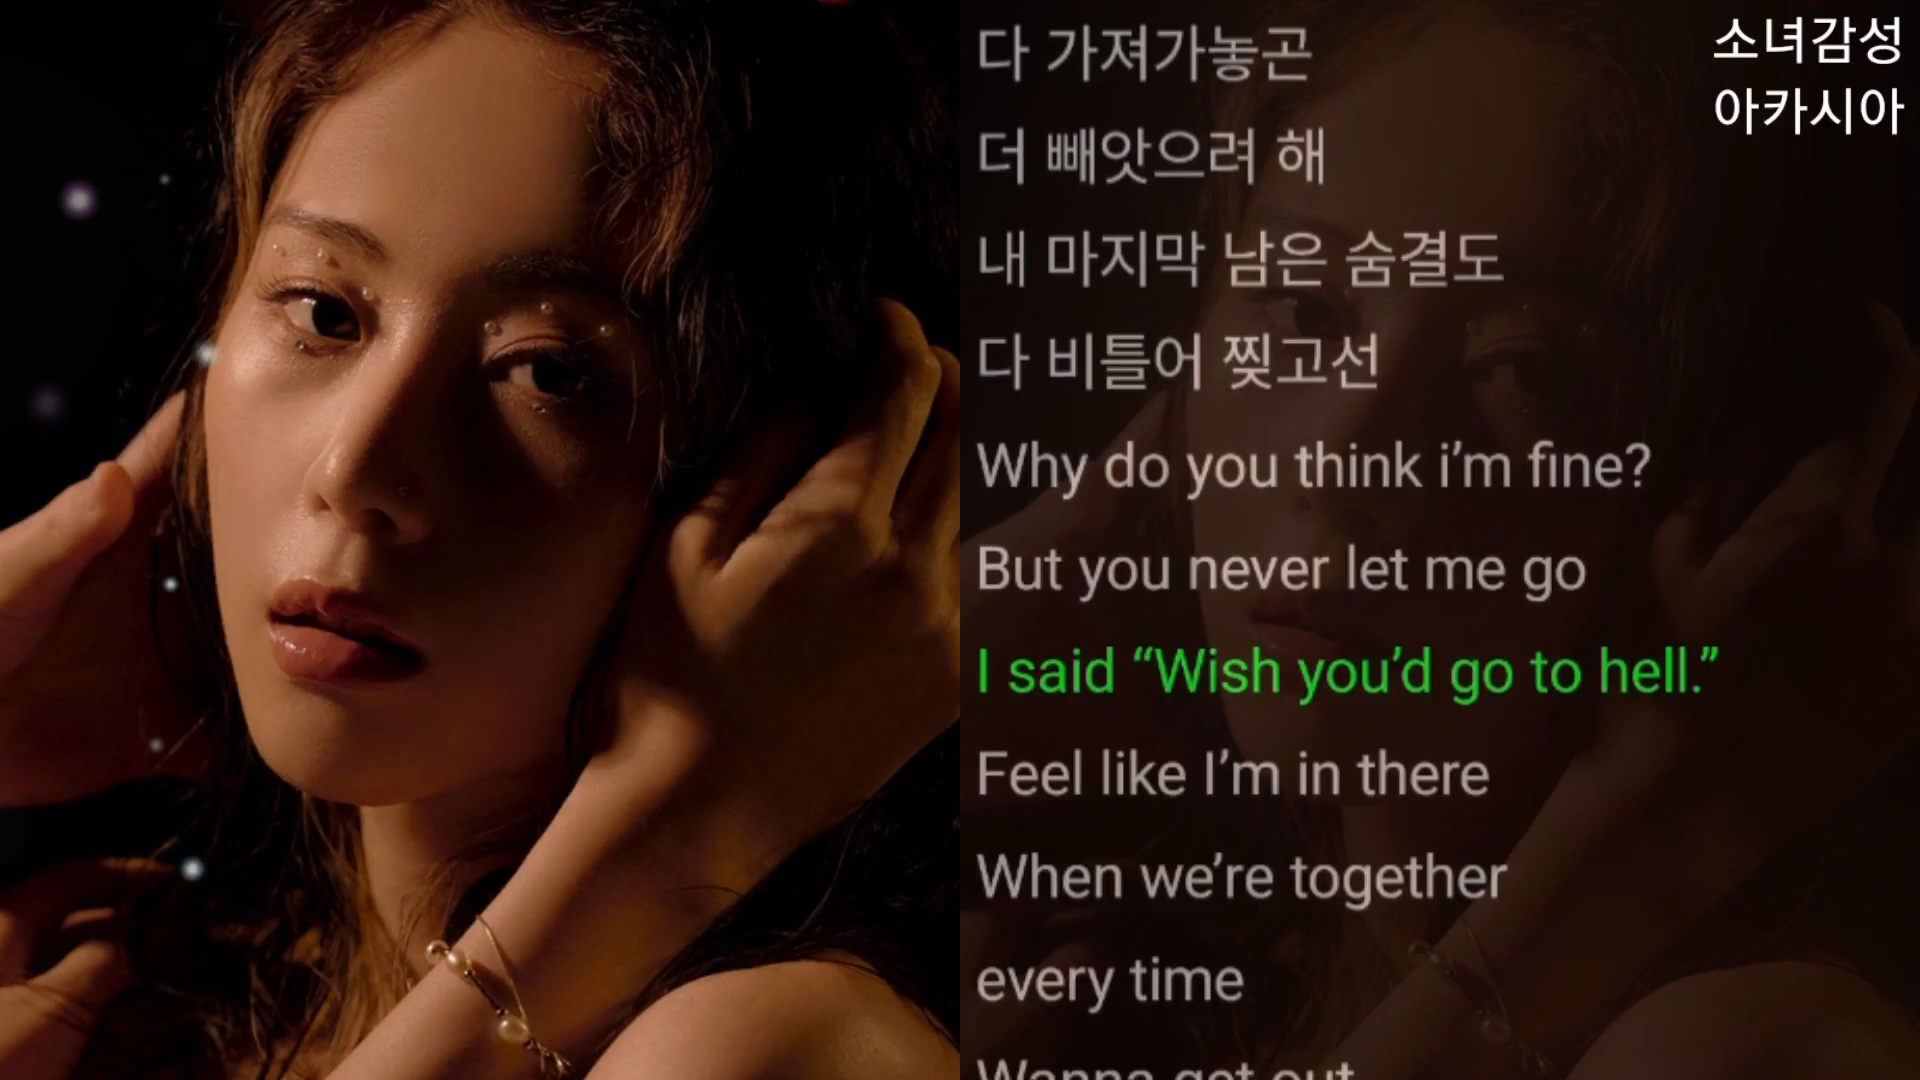 다 가져가놓곤
더 빼앗으려 해
내 마지막 남은 숨결도
다 비틀어 찢고선
Why do you think i’m fine?
But you never let me go
I said “Wish you’d go to hell.”
Feel like I’m in there
When we’re together
every time
Wanna get out
소녀감성
아카시아